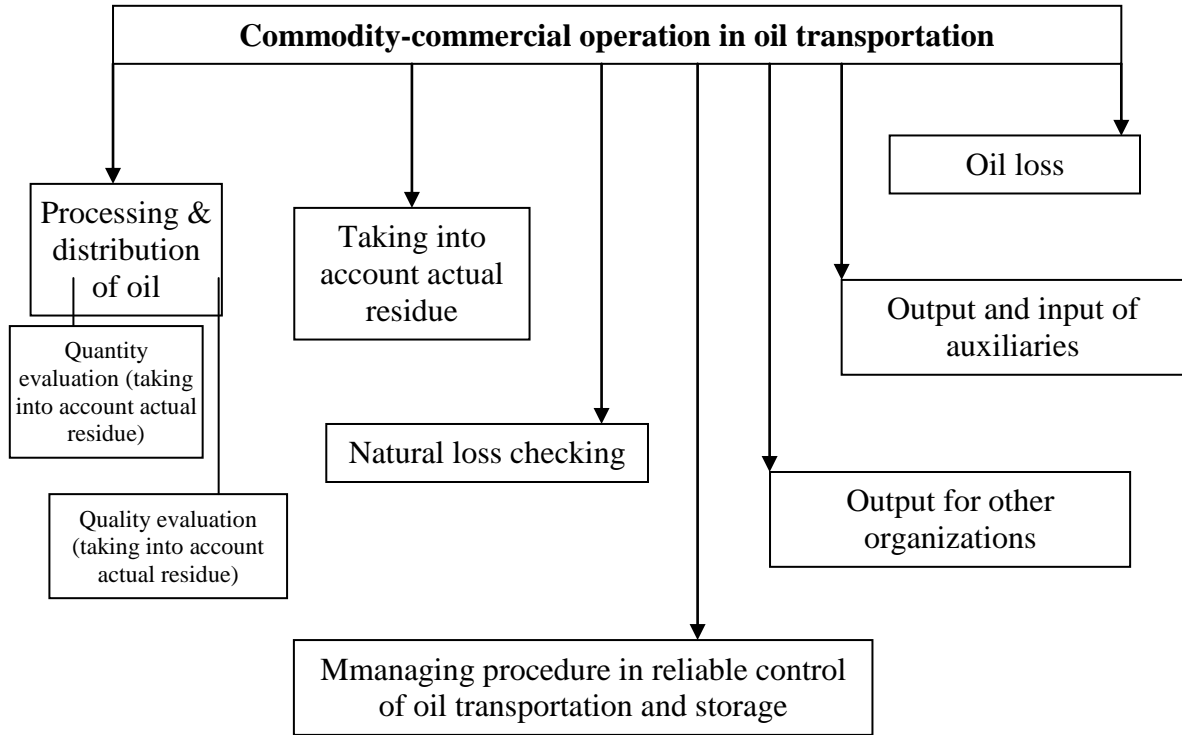 Commodity-commercial operation in oil transportation
Oil loss
Processing &
distribution
of oil
Taking into
account actual
residue
Output and input of
auxiliaries
Quantity
evaluation (taking
into account actual
residue)
Natural loss checking
Output for other
organizations
Quality evaluation
(taking into account
actual residue)
Mmanaging procedure in reliable control
of oil transportation and storage